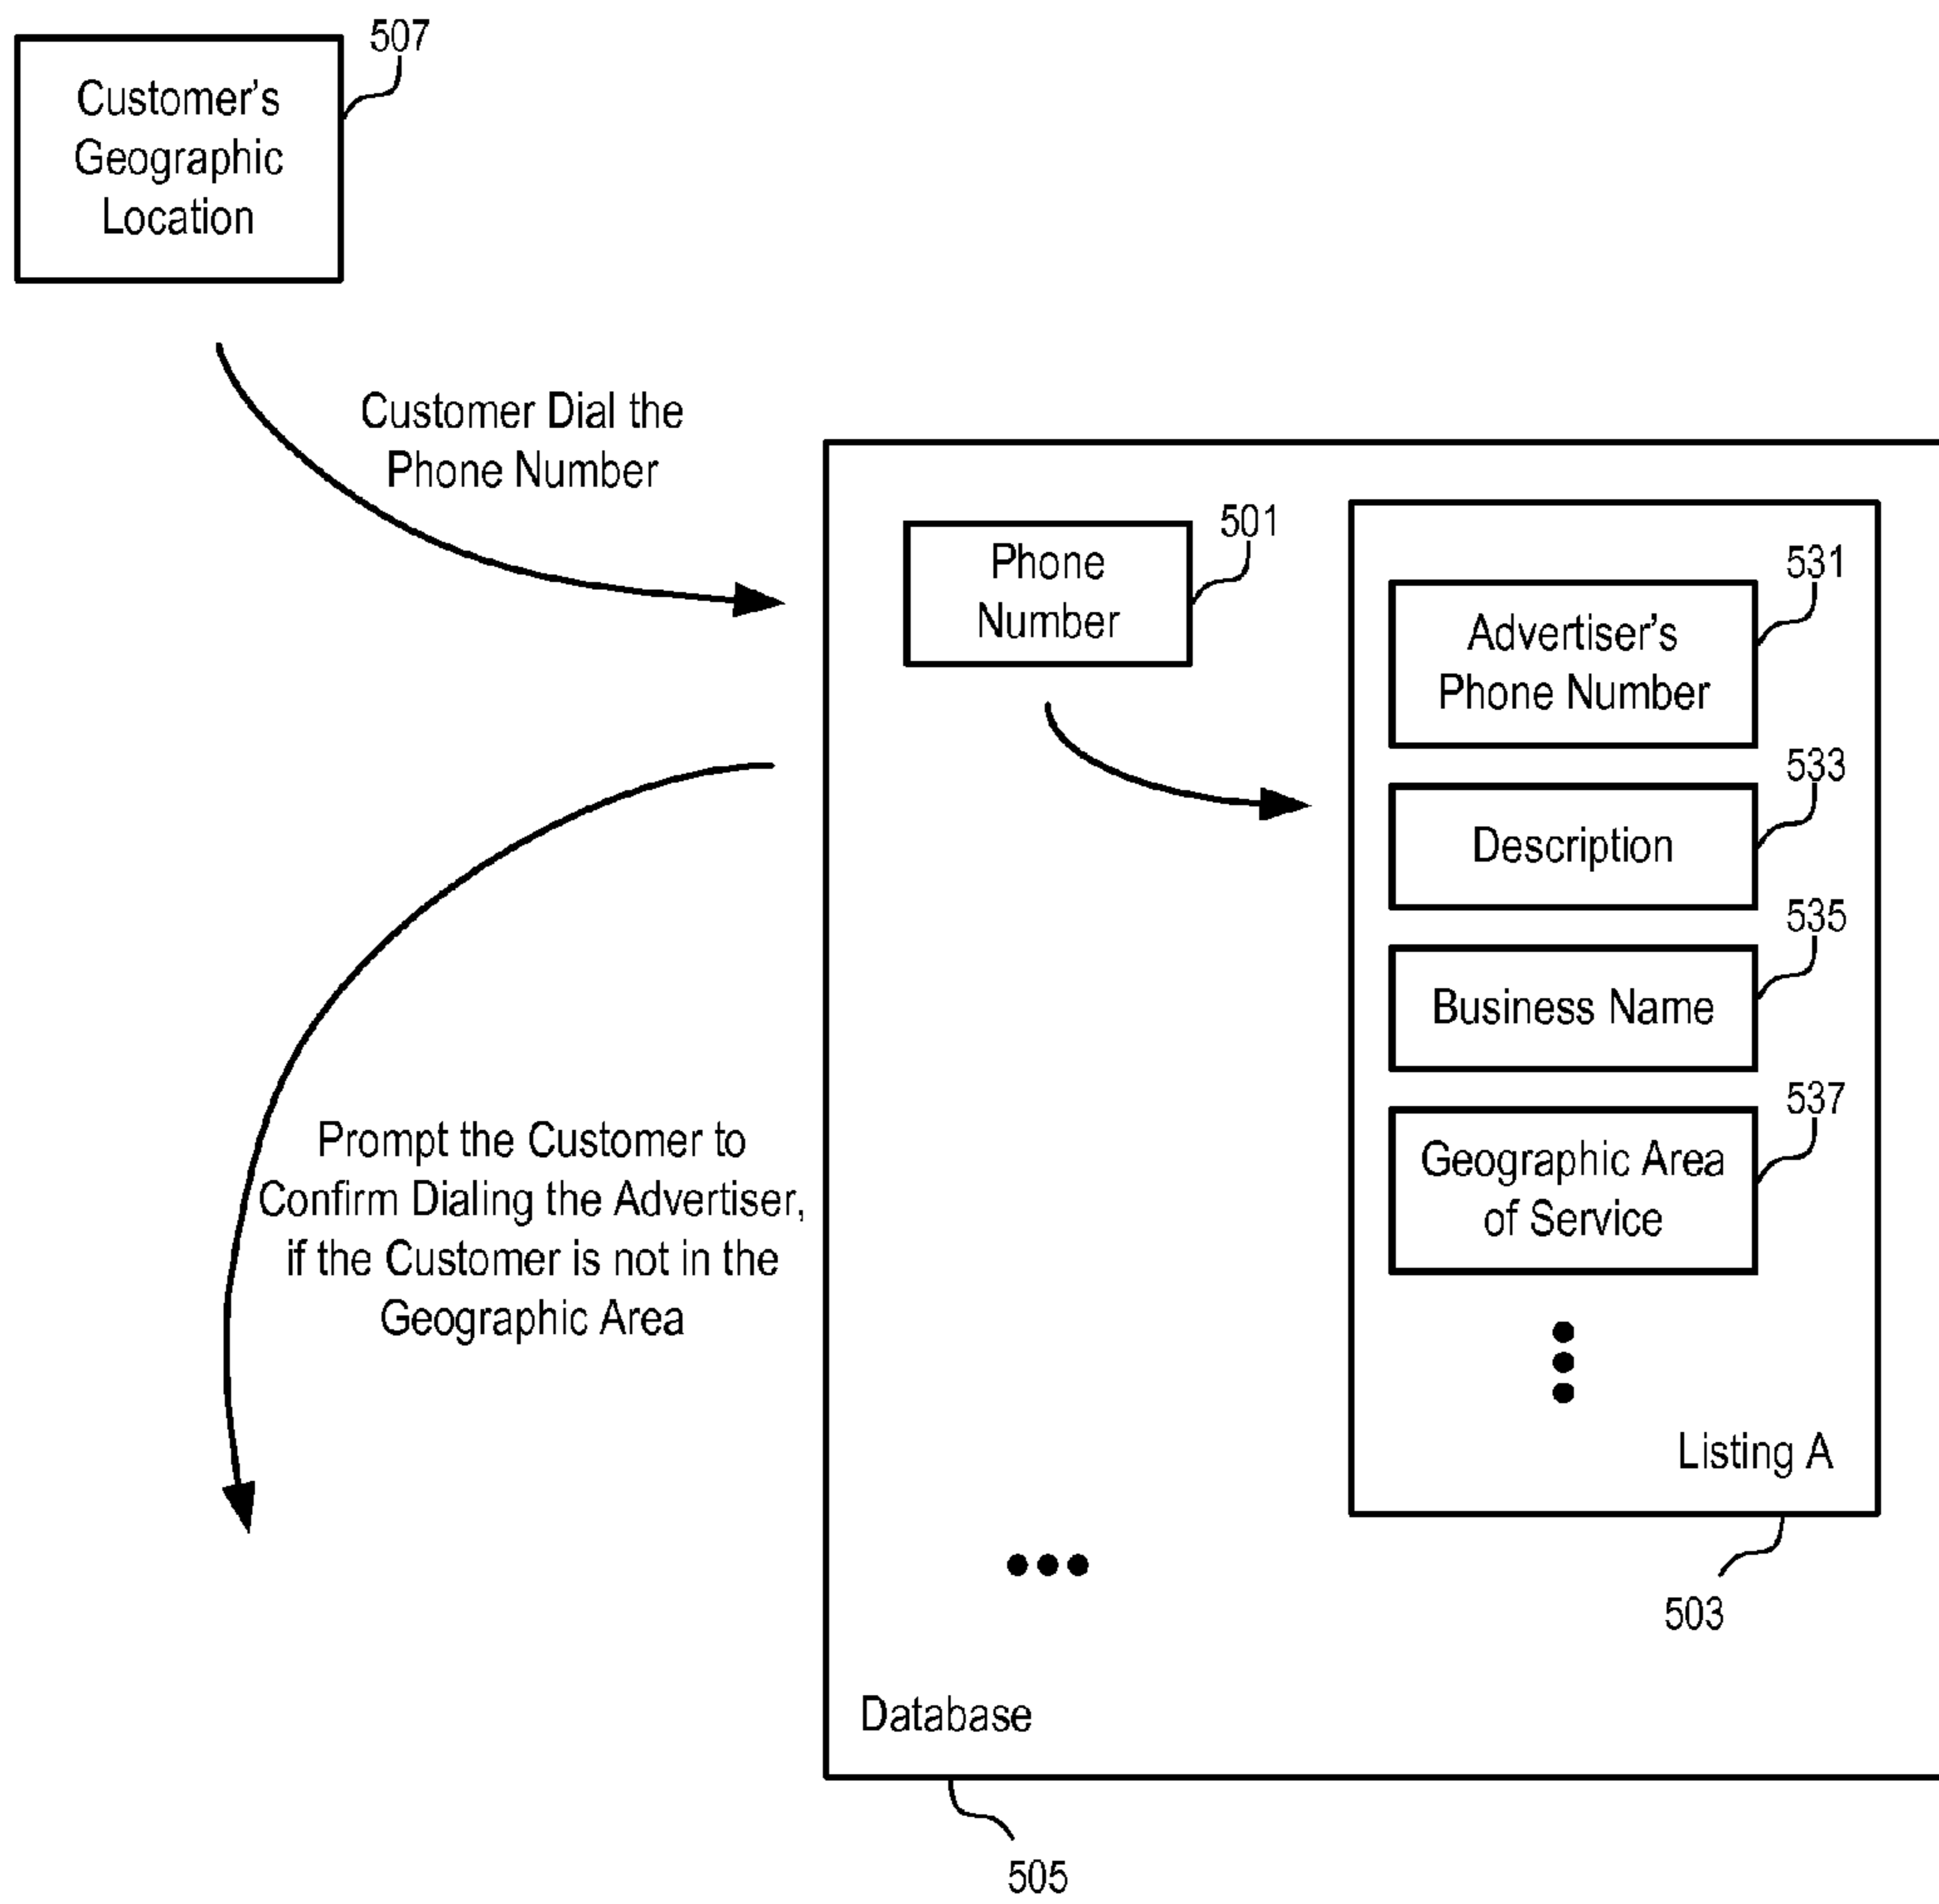 507
Customer's
Geographic
Location
Customer Dial the
Phone Number
501
Phone
Number
531
Advertiser's
Phone Number
533
Description
535
Business Name
537
Geographic Area
of Service
Prompt the Customer to
Confirm Dialing the Advertiser,
if the Customer is not in the
Geographic Area
Listing A
503
Database
505